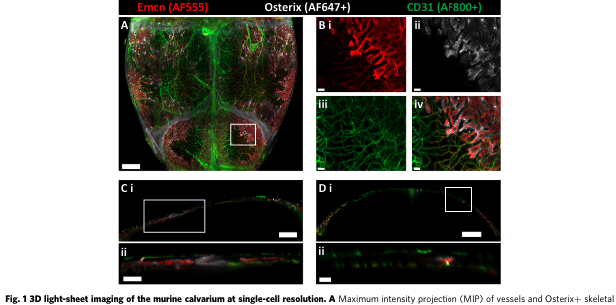 Emcn (AF555) Osterix (AF647+) CD31 (AF800+)
A
B i
ii
iii
iv
C i
D i
ii
ii
Fig. 1 3D light-sheet imaging of the murine calvarium at single-cell resolution. A Maximum intensity projection (MIP) of vessels and Osterix+ skeletal